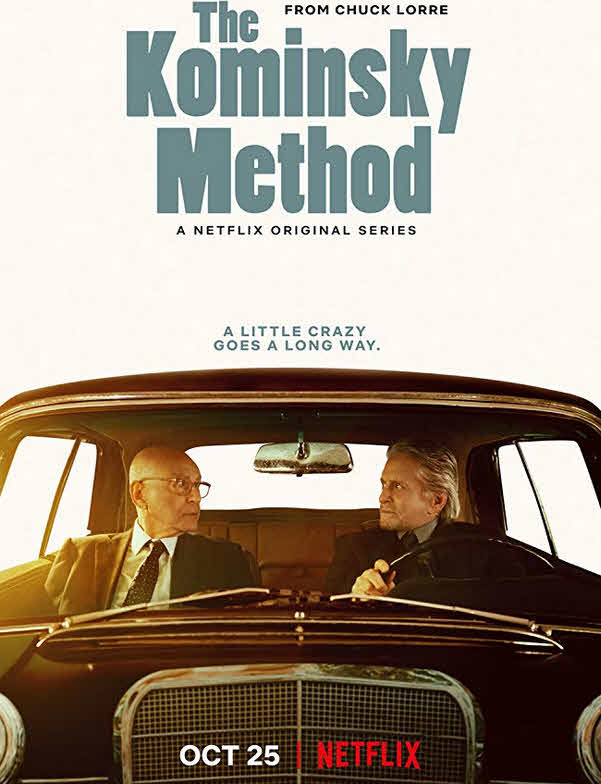 FROM CHUCK LORRE
The
Kominsky
Method
A NETFLIX ORIGINAL SERIES
A LITTLE CRAZY
GOES A LONG WAY.
OCT 25 | NETFLIX